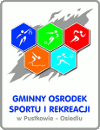 GMINNY OŚRODEK
SPORTU I REKREACJI
w Pustkowie - Osiedlu